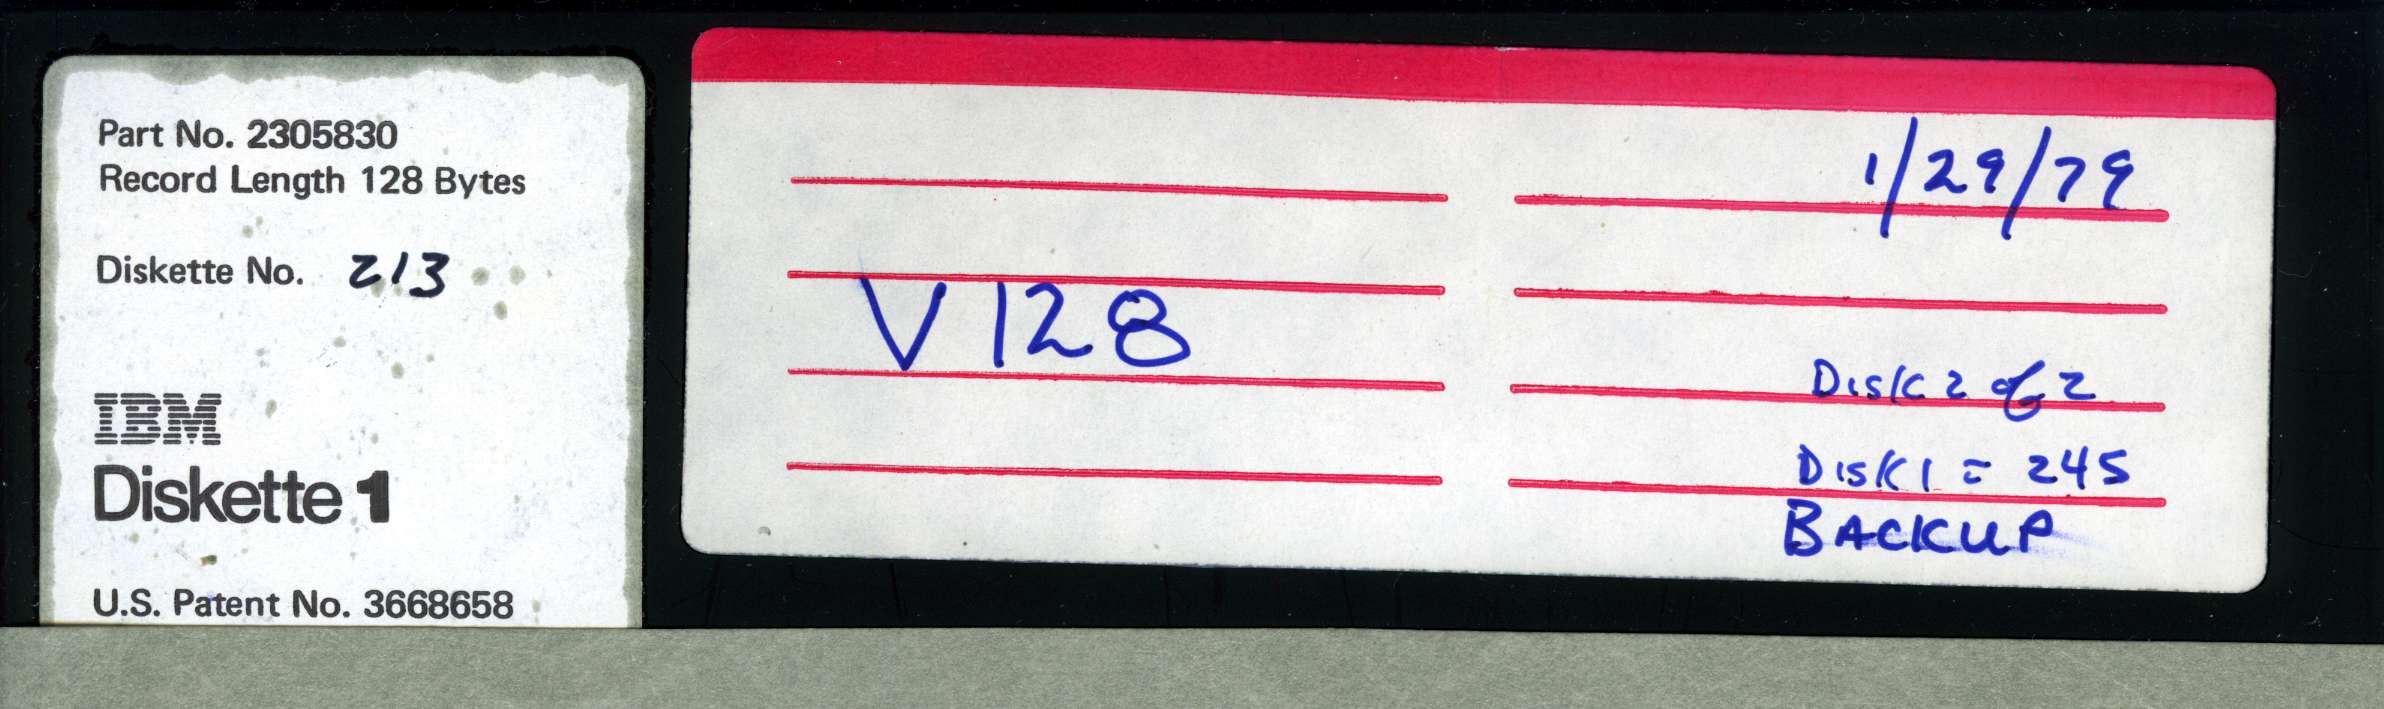 Part No. 2305830
Record Length 128 Bytes
Diskette No. 213
IBM
Diskette 1
U.S. Patent No. 3668658
1/29/79
V128
Disk 2 of 2
Disk 1 = 245
BACKUP